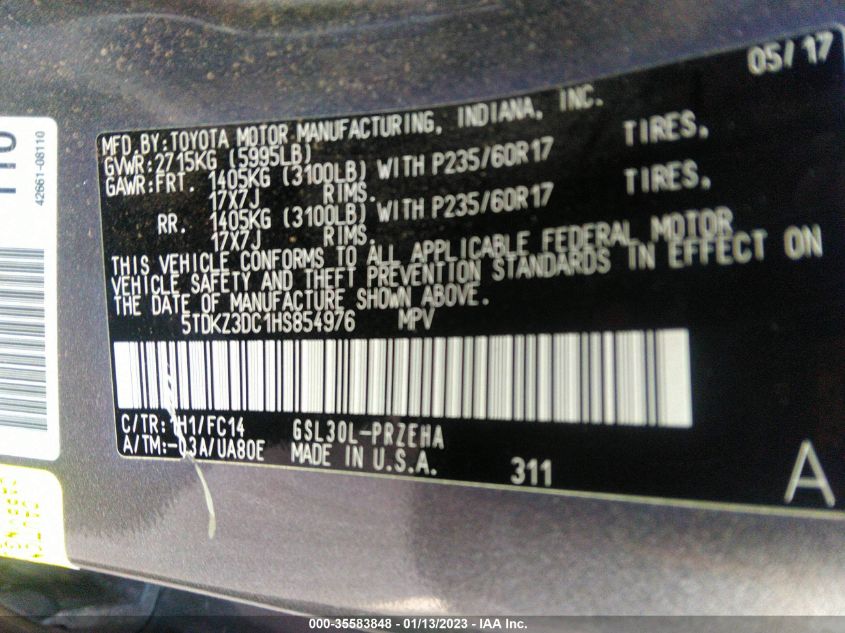 05/17
MFD.BY:TOYOTA MOTOR MANUFACTURING, INDIANA, INC.
GVWR:2715KG (5995LB)
GAWR:FRT. 1405KG (3100LB) WITH P235/60R17 TIRES,
17X7J RIMS.
RR. 1405KG (3100LB) WITH P235/60R17 TIRES,
17X7J RIMS.
THIS VEHICLE CONFORMS TO ALL APPLICABLE FEDERAL MOTOR
VEHICLE SAFETY AND THEFT PREVENTION STANDARDS IN EFFECT ON
THE DATE OF MANUFACTURE SHOWN ABOVE.
5TDKZ3DC1HS854976 MPV
C/TR:1H1/FC14 GSL30L-PRZEHA
A/TM:-03A/UA80E MADE IN U.S.A.
311
A
42661-08110
000-35583848 - 01/13/2023 - IAA Inc.